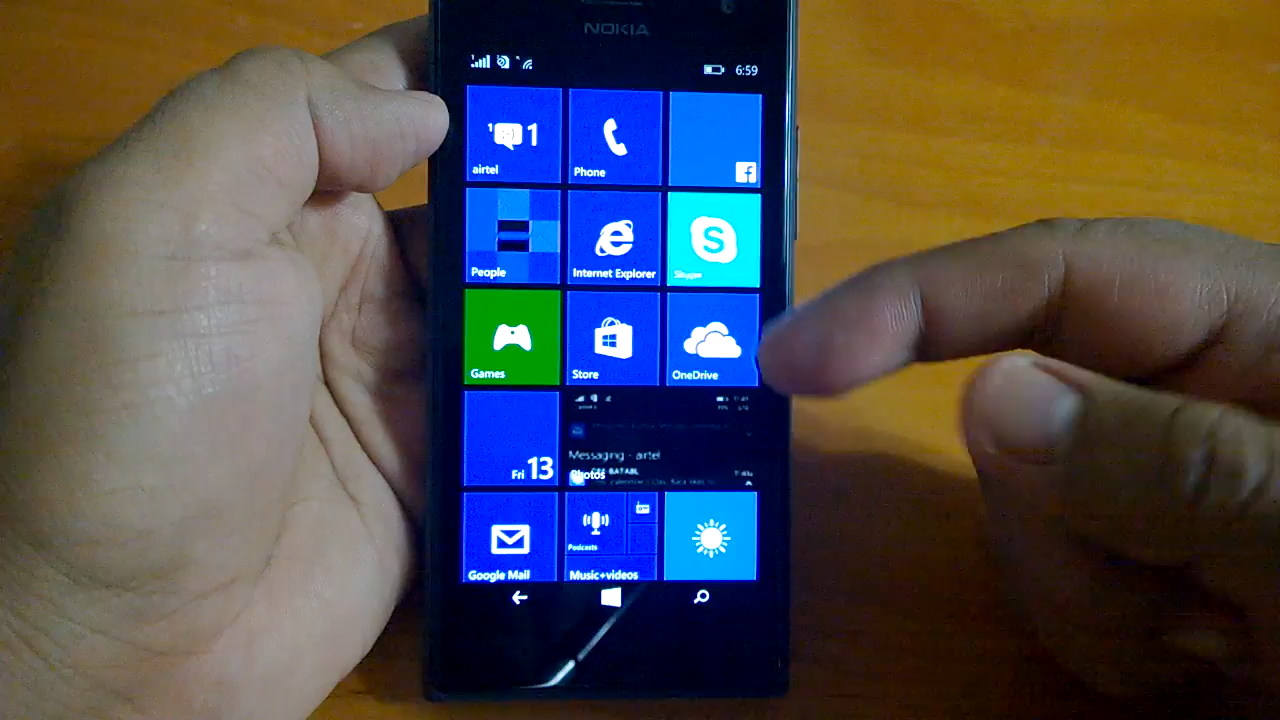 NOKIA
6:59
1 1
airtel
Phone
f
People
Internet Explorer
Skype
Games
Store
OneDrive
Fri 13
Messaging - airtel
Photos
Google Mail
Podcasts
Music+videos